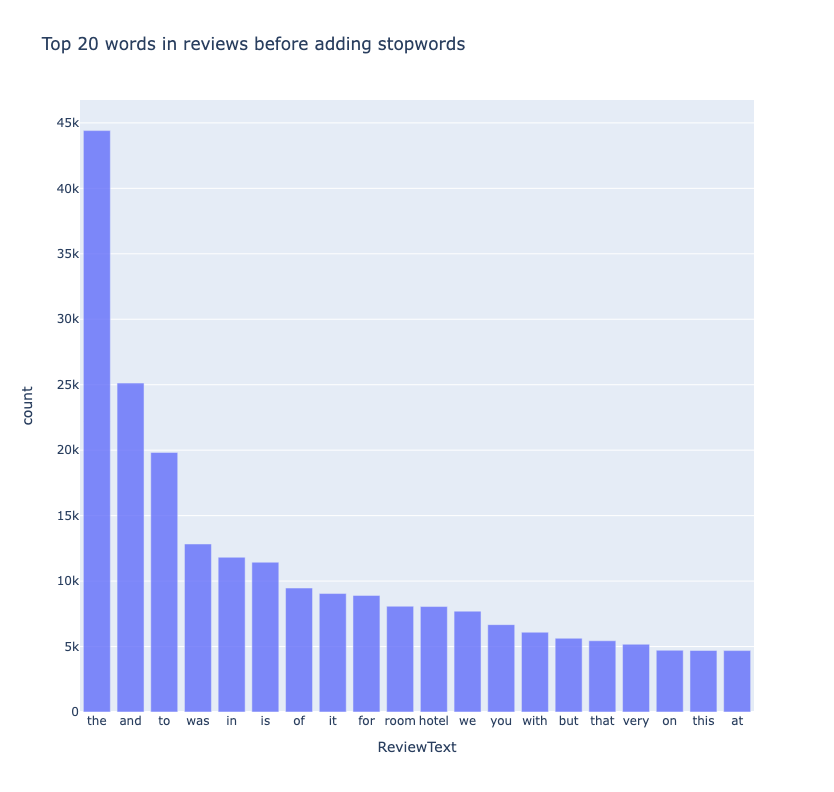 Top 20 words in reviews before adding stopwords
45k
40k
35k
30k
25k
20k
15k
10k
5k
0
count
the and to was in is of it for room hotel we you with but that very on this at
ReviewText